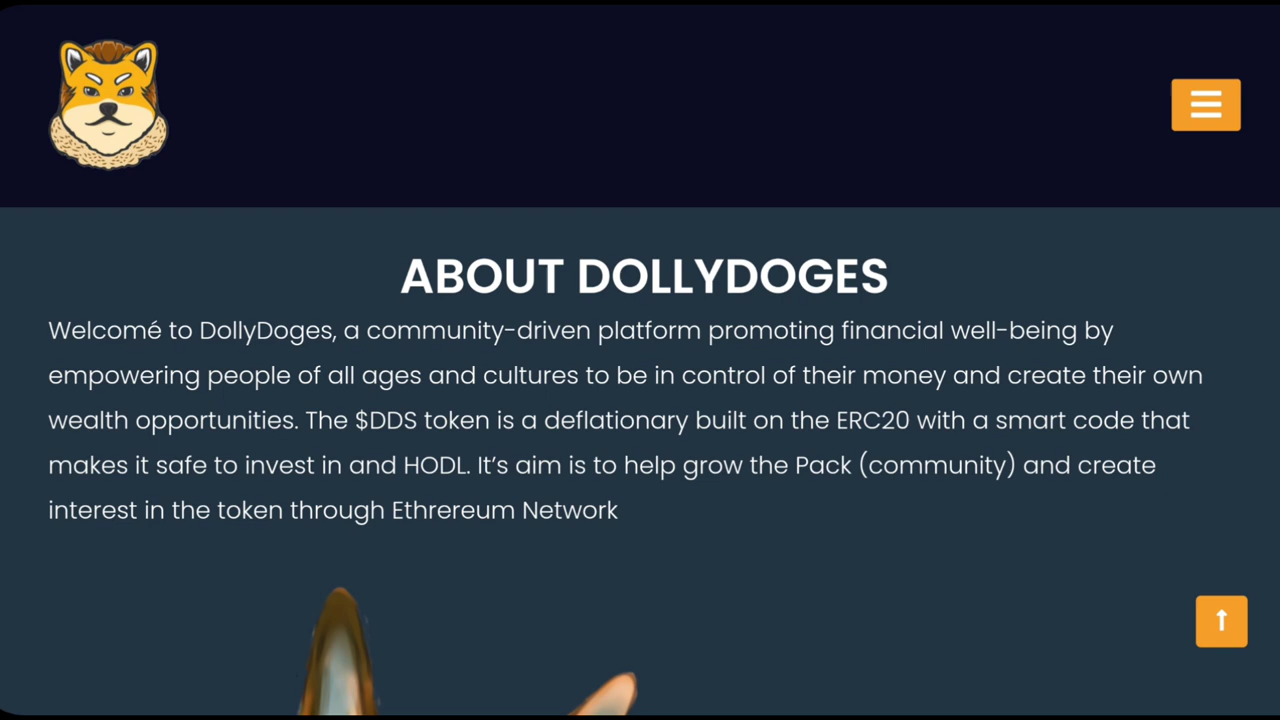 ABOUT DOLLYDOGES
Welcomé to DollyDoges, a community-driven platform promoting financial well-being by
empowering people of all ages and cultures to be in control of their money and create their own
wealth opportunities. The $DDS token is a deflationary built on the ERC20 with a smart code that
makes it safe to invest in and HODL. It’s aim is to help grow the Pack (community) and create
interest in the token through Ethrereum Network